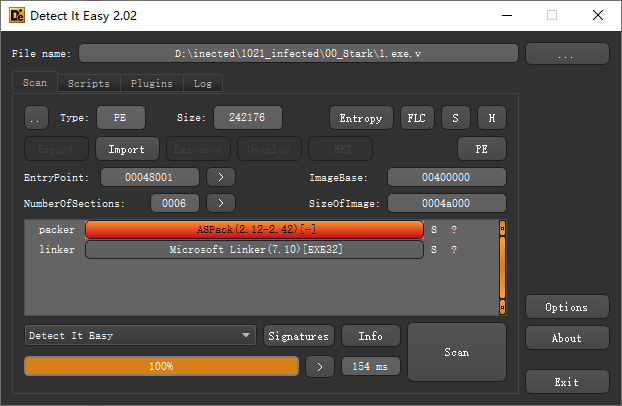 Detect It Easy 2.02
File name: D:\inected\1021_infected\00_Stark\1.exe.v ...
Scan Scripts Plugins Log
.. Type: PE Size: 242176 Entropy FLC S H
Export Import Resource Overlay .NET PE
EntryPoint: 00048001 > ImageBase: 00400000
NumberOfSections: 0006 > SizeOfImage: 0004a000
packer ASPack(2.12-2.42)[-] S ?
linker Microsoft Linker(7.10)[EXE32] S ?
Options
Detect It Easy Signatures Info Scan About
100% > 154 ms
Exit